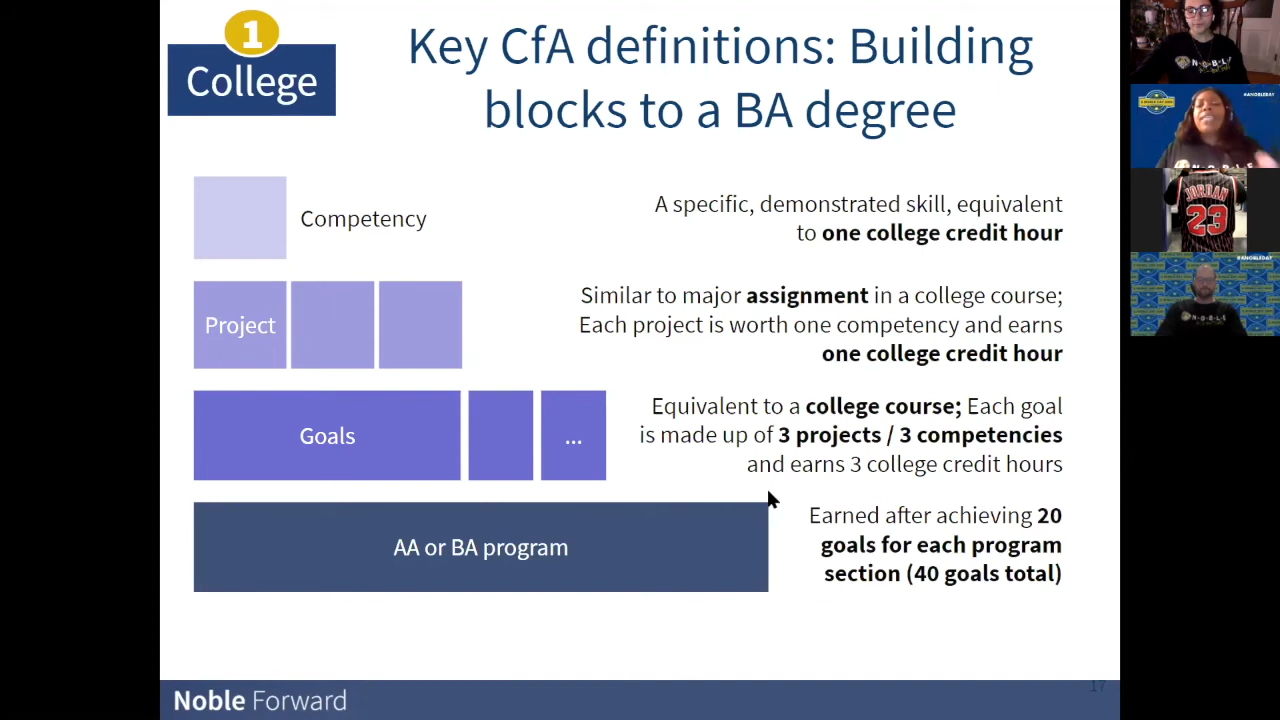 1
College
Key CfA definitions: Building
blocks to a BA degree
Competency
A specific, demonstrated skill, equivalent
to one college credit hour
Project
Similar to major assignment in a college course;
Each project is worth one competency and earns
one college credit hour
Goals
...
Equivalent to a college course; Each goal
is made up of 3 projects / 3 competencies
and earns 3 college credit hours
AA or BA program
Earned after achieving 20
goals for each program
section (40 goals total)
Noble Forward
17
#ANOBLEDAY
JORDAN
23
#ANOBLEDAY
N·O·B·L·E